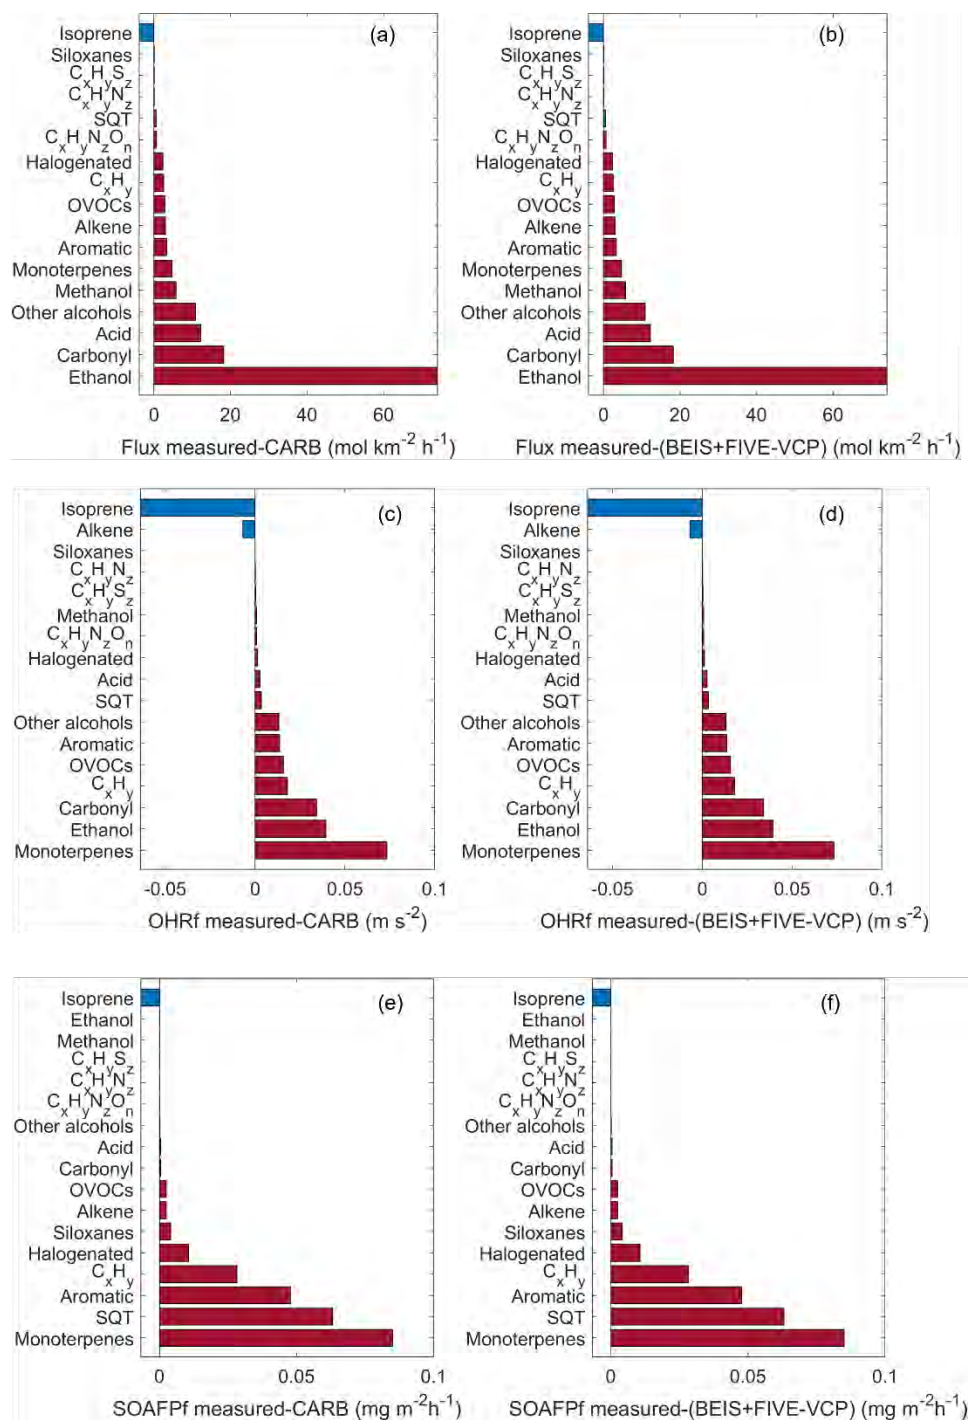 (a)
Isoprene
Siloxanes
CxHySz
CxHyNz
SQT
CxHyNzOn
Halogenated
CxHy
OVOCs
Alkene
Aromatic
Monoterpenes
Methanol
Other alcohols
Acid
Carbonyl
Ethanol
0 20 40 60
Flux measured-CARB (mol km-2 h-1)
(b)
Isoprene
Siloxanes
CxHySz
CxHyNz
SQT
CxHyNzOn
Halogenated
CxHy
OVOCs
Alkene
Aromatic
Monoterpenes
Methanol
Other alcohols
Acid
Carbonyl
Ethanol
0 20 40 60
Flux measured-(BEIS+FIVE-VCP) (mol km-2 h-1)
(c)
Isoprene
Alkene
Siloxanes
CxHyNz
CxHySz
Methanol
CxHyNzOn
Halogenated
Acid
SQT
Other alcohols
Aromatic
OVOCs
CxHy
Carbonyl
Ethanol
Monoterpenes
-0.05 0 0.05 0.1
OHRf measured-CARB (m s-2)
(d)
Isoprene
Alkene
Siloxanes
CxHyNz
CxHySz
Methanol
CxHyNzOn
Halogenated
Acid
SQT
Other alcohols
Aromatic
OVOCs
CxHy
Carbonyl
Ethanol
Monoterpenes
-0.05 0 0.05 0.1
OHRf measured-(BEIS+FIVE-VCP) (m s-2)
(e)
Isoprene
Ethanol
Methanol
CxHySz
CxHyNz
CxHyNzOn
Other alcohols
Acid
Carbonyl
OVOCs
Alkene
Siloxanes
Halogenated
CxHy
Aromatic
SQT
Monoterpenes
0 0.05 0.1
SOAFPf measured-CARB (mg m-2h-1)
(f)
Isoprene
Ethanol
Methanol
CxHySz
CxHyNz
CxHyNzOn
Other alcohols
Acid
Carbonyl
OVOCs
Alkene
Siloxanes
Halogenated
CxHy
Aromatic
SQT
Monoterpenes
0 0.05 0.1
SOAFPf measured-(BEIS+FIVE-VCP) (mg m-2h-1)